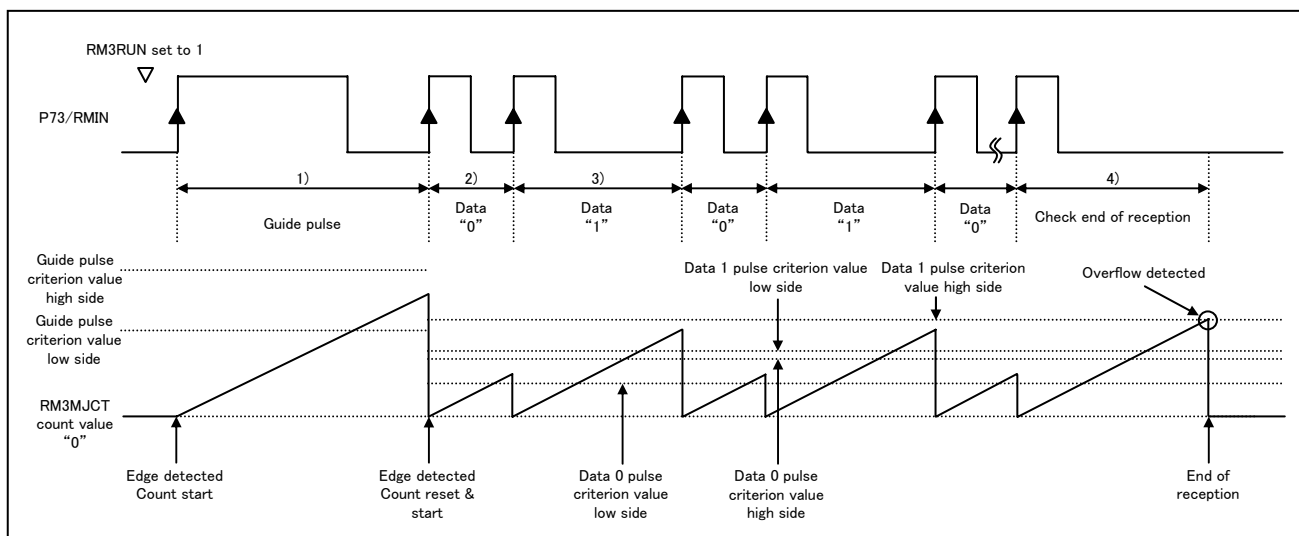 RM3RUN set to 1
P73/RMIN
1)
2)
3)
4)
Guide pulse
Data
“0”
Data
“1”
Data
“0”
Data
“1”
Data
“0”
Check end of reception
Guide pulse
criterion value
high side
Data 1 pulse criterion value
low side
Data 1 pulse criterion
value high side
Overflow detected
Guide pulse
criterion value
low side
RM3MJCT
count value
“0”
Edge detected
Count start
Edge detected
Count reset &
start
Data 0 pulse
criterion value
low side
Data 0 pulse
criterion value
high side
End of
reception